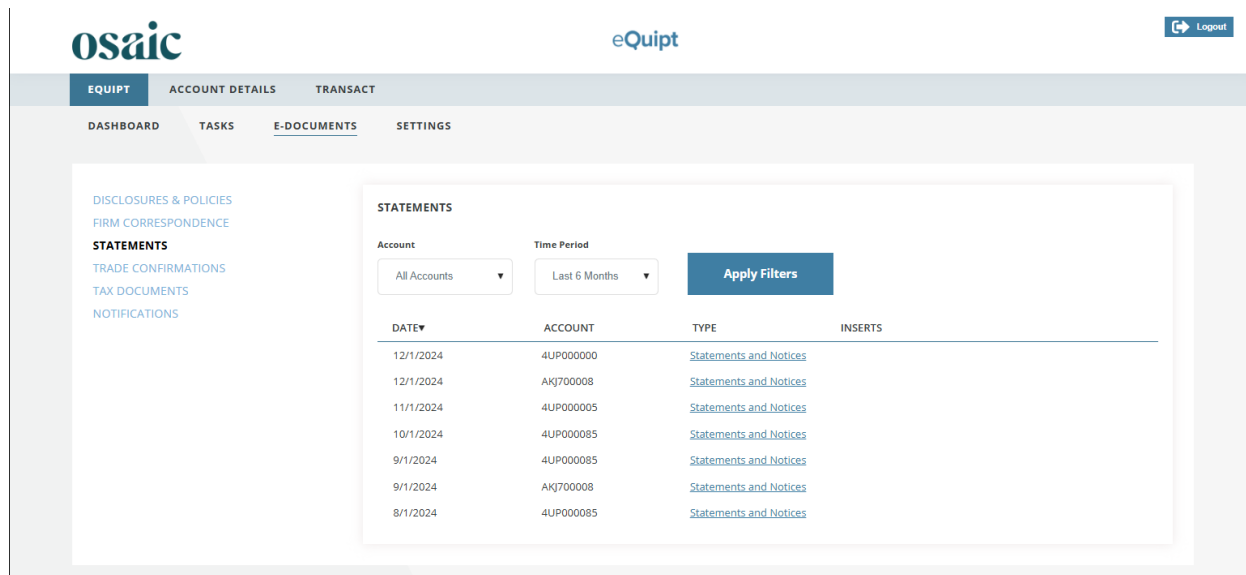 osaic
eQuipt
Logout
EQUIPT ACCOUNT DETAILS TRANSACT
DASHBOARD TASKS E-DOCUMENTS SETTINGS
DISCLOSURES & POLICIES
FIRM CORRESPONDENCE
STATEMENTS
TRADE CONFIRMATIONS
TAX DOCUMENTS
NOTIFICATIONS
STATEMENTS
Account Time Period
All Accounts ▼ Last 6 Months ▼ Apply Filters
DATE▼ ACCOUNT TYPE INSERTS
12/1/2024 4UP000000 Statements and Notices
12/1/2024 AKJ700008 Statements and Notices
11/1/2024 4UP000005 Statements and Notices
10/1/2024 4UP000085 Statements and Notices
9/1/2024 4UP000085 Statements and Notices
9/1/2024 AKJ700008 Statements and Notices
8/1/2024 4UP000085 Statements and Notices